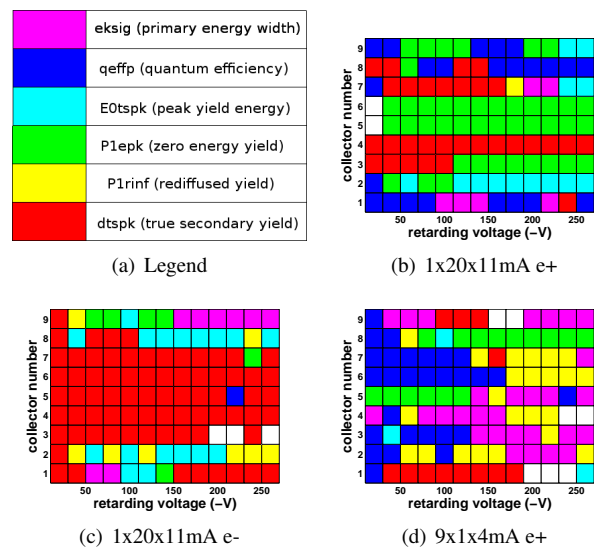 eksig (primary energy width)
qeffp (quantum efficiency)
E0tspk (peak yield energy)
P1epk (zero energy yield)
P1rinf (rediffused yield)
dtspk (true secondary yield)
(a) Legend
collector number
9
8
7
6
5
4
3
2
1
50 100 150 200 250
retarding voltage (−V)
(b) 1x20x11mA e+
collector number
9
8
7
6
5
4
3
2
1
50 100 150 200 250
retarding voltage (−V)
(c) 1x20x11mA e-
collector number
9
8
7
6
5
4
3
2
1
50 100 150 200 250
retarding voltage (−V)
(d) 9x1x4mA e+